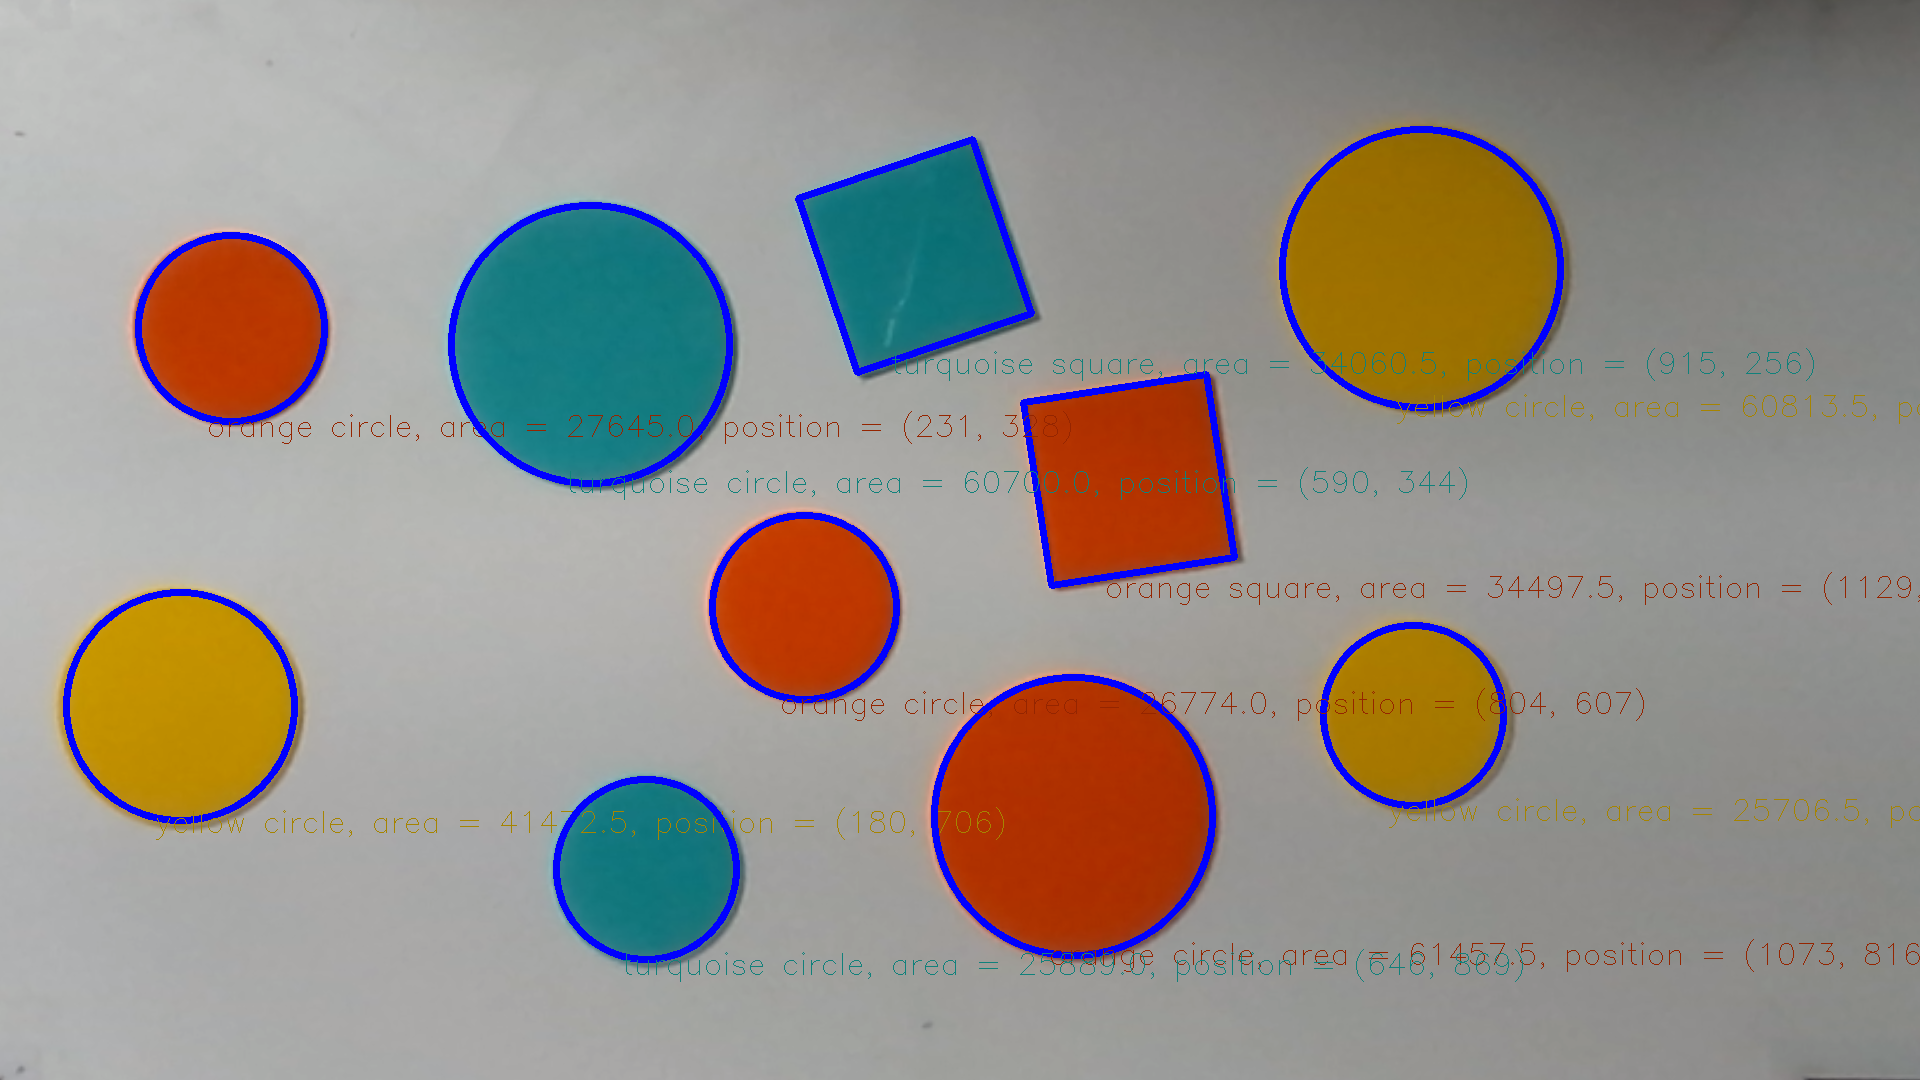 turquoise square, area = 34060.5, position = (915, 256)
yellow circle, area = 60813.5, po
orange circle, area = 27645.0, position = (231, 328)
turquoise circle, area = 60700.0, position = (590, 344)
orange square, area = 34497.5, position = (1129,
orange circle, area = 26774.0, position = (804, 607)
yellow circle, area = 25706.5, po
yellow circle, area = 41472.5, position = (180, 706)
orange circle, area = 61457.5, position = (1073, 816
turquoise circle, area = 25889.0, position = (646, 869)